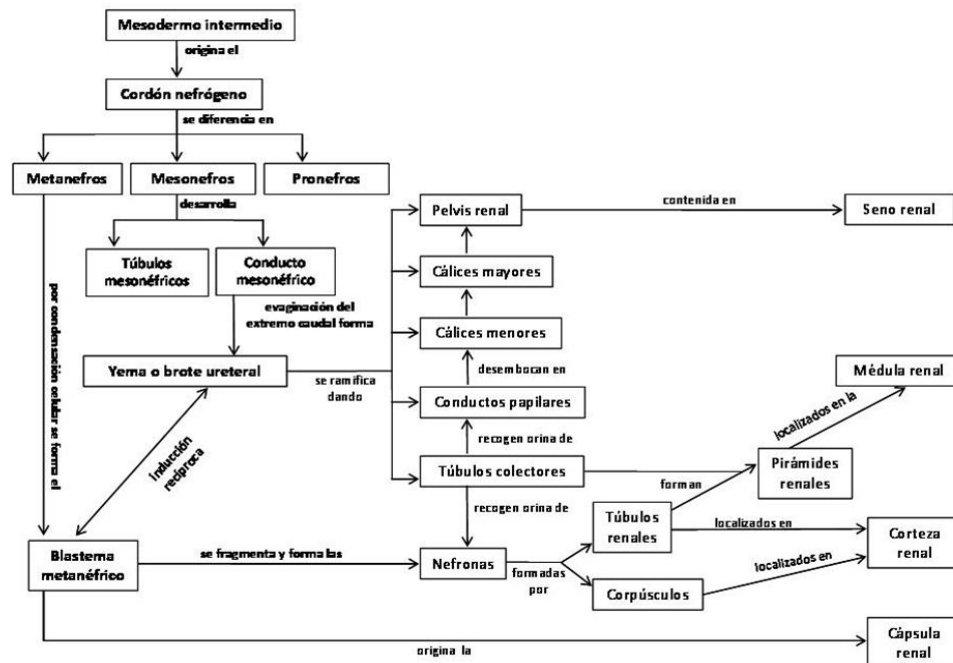 Mesodermo intermedio
origina el
Cordón nefrógeno
se diferencia en
Metanefros
Mesonefros
Pronefros
desarrolla
Túbulos
mesonéfricos
Conducto
mesonéfrico
evaginación del
extremo caudal forma
Yema o brote ureteral
se ramifica
dando
por condensación celular se forma el
inducción
recíproca
Blastema
metanéfrico
se fragmenta y forma las
origina la
Pelvis renal
contenida en
Seno renal
Cálices mayores
Cálices menores
desembocan en
Conductos papilares
recogen orina de
Túbulos colectores
recogen orina de
Nefronas
formadas
por
forman
Túbulos
renales
Corpúsculos
localizados en
localizados en
Pirámides
renales
localizados en la
Médula renal
Corteza
renal
Cápsula
renal